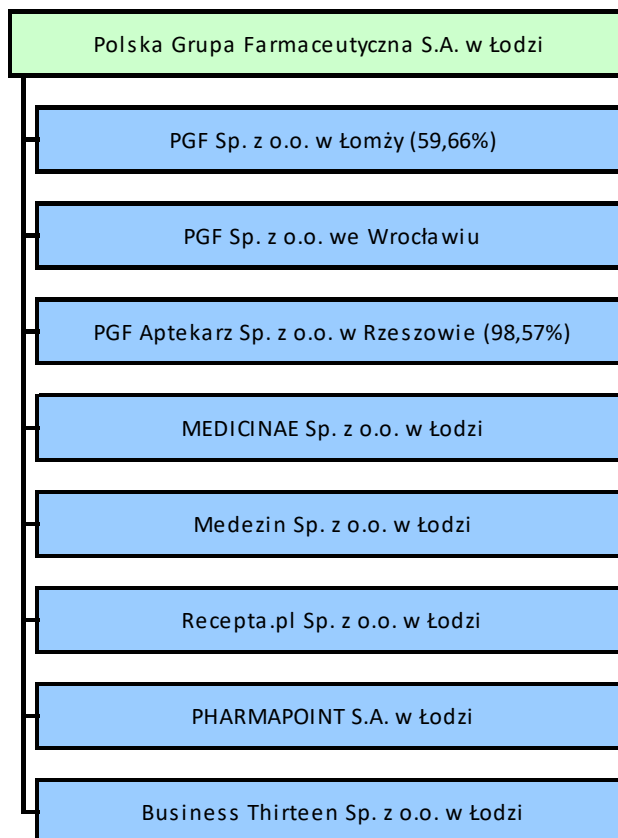 Polska Grupa Farmaceutyczna S.A. w Łodzi
PGF Sp. z o.o. w Łomży (59,66%)
PGF Sp. z o.o. we Wrocławiu
PGF Aptekarz Sp. z o.o. w Rzeszowie (98,57%)
MEDICINAE Sp. z o.o. w Łodzi
Medezin Sp. z o.o. w Łodzi
Recepta.pl Sp. z o.o. w Łodzi
PHARMAPOINT S.A. w Łodzi
Business Thirteen Sp. z o.o. w Łodzi